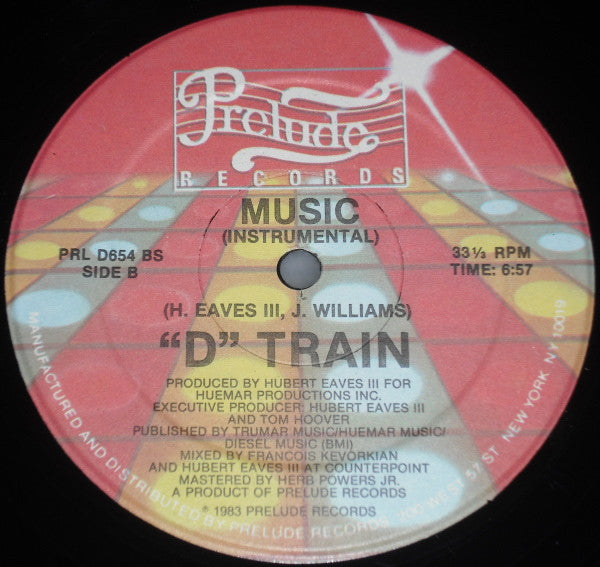 Prelude
RECORDS
MUSIC
(INSTRUMENTAL)
PRL D654 BS
SIDE B
33⅓ RPM
TIME: 6:57
(H. EAVES III, J. WILLIAMS)
“D” TRAIN
PRODUCED BY HUBERT EAVES III FOR
HUEMAR PRODUCTIONS INC.
EXECUTIVE PRODUCER: HUBERT EAVES III
AND TOM HOOVER
PUBLISHED BY TRUMAR MUSIC/HUEMAR MUSIC/
DIESEL MUSIC (BMI)
MIXED BY FRANCOIS KEVORKIAN
AND HUBERT EAVES III AT COUNTERPOINT
MASTERED BY HERB POWERS JR.
A PRODUCT OF PRELUDE RECORDS
℗ 1983 PRELUDE RECORDS
MANUFACTURED AND DISTRIBUTED BY PRELUDE RECORDS 200 WEST 57 ST NEW YORK, NY 10019